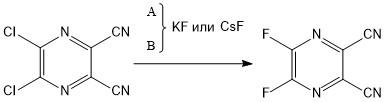 Cl N CN
Cl N CN
A
B
KF или CsF
F N CN
F N CN